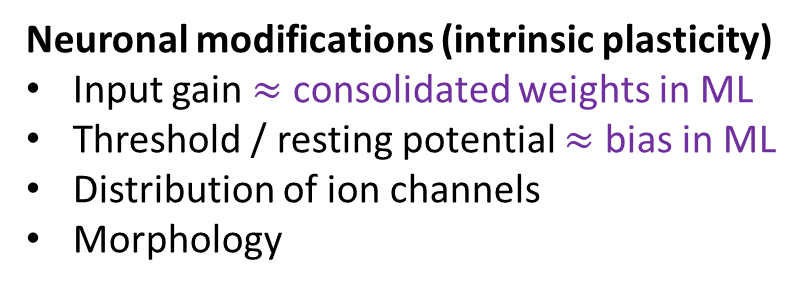 Neuronal modifications (intrinsic plasticity)
• Input gain ≈ consolidated weights in ML
• Threshold / resting potential ≈ bias in ML
• Distribution of ion channels
• Morphology